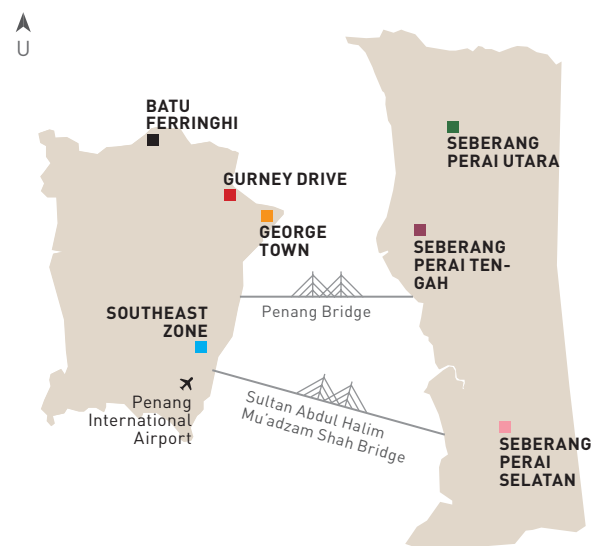 U
BATU
FERRINGHI
GURNEY DRIVE
GEORGE
TOWN
SEBERANG
PERAI UTARA
SEBERANG
PERAI TEN-
GAH
Penang Bridge
SOUTHEAST
ZONE
Penang
International
Airport
Sultan Abdul Halim
Mu'adzam Shah Bridge
SEBERANG
PERAI
SELATAN